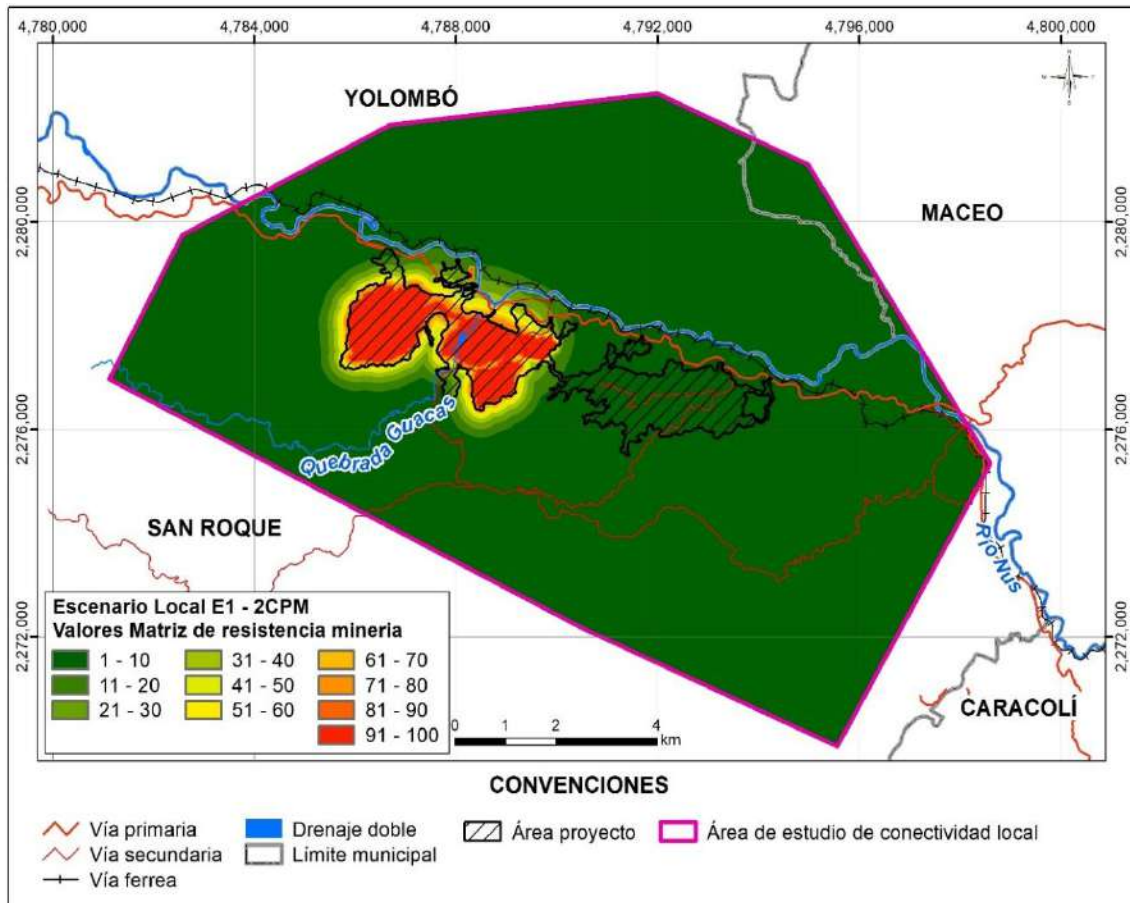 4,780,000 4,784,000 4,788,000 4,792,000 4,796,000 4,800,000
YOLOMBÓ
MACEO
2,280,000 2,280,000
2,276,000 2,276,000
Quebrada Guacas
SAN ROQUE
Río Nus
2,272,000 2,272,000
CARACOLÍ
Escenario Local E1 - 2CPM
Valores Matriz de resistencia mineria
1 - 10 31 - 40 61 - 70
11 - 20 41 - 50 71 - 80
21 - 30 51 - 60 81 - 90
91 - 100
0 1 2 4
km
CONVENCIONES
Vía primaria Drenaje doble Área proyecto Área de estudio de conectividad local
Vía secundaria Límite municipal
Vía ferrea